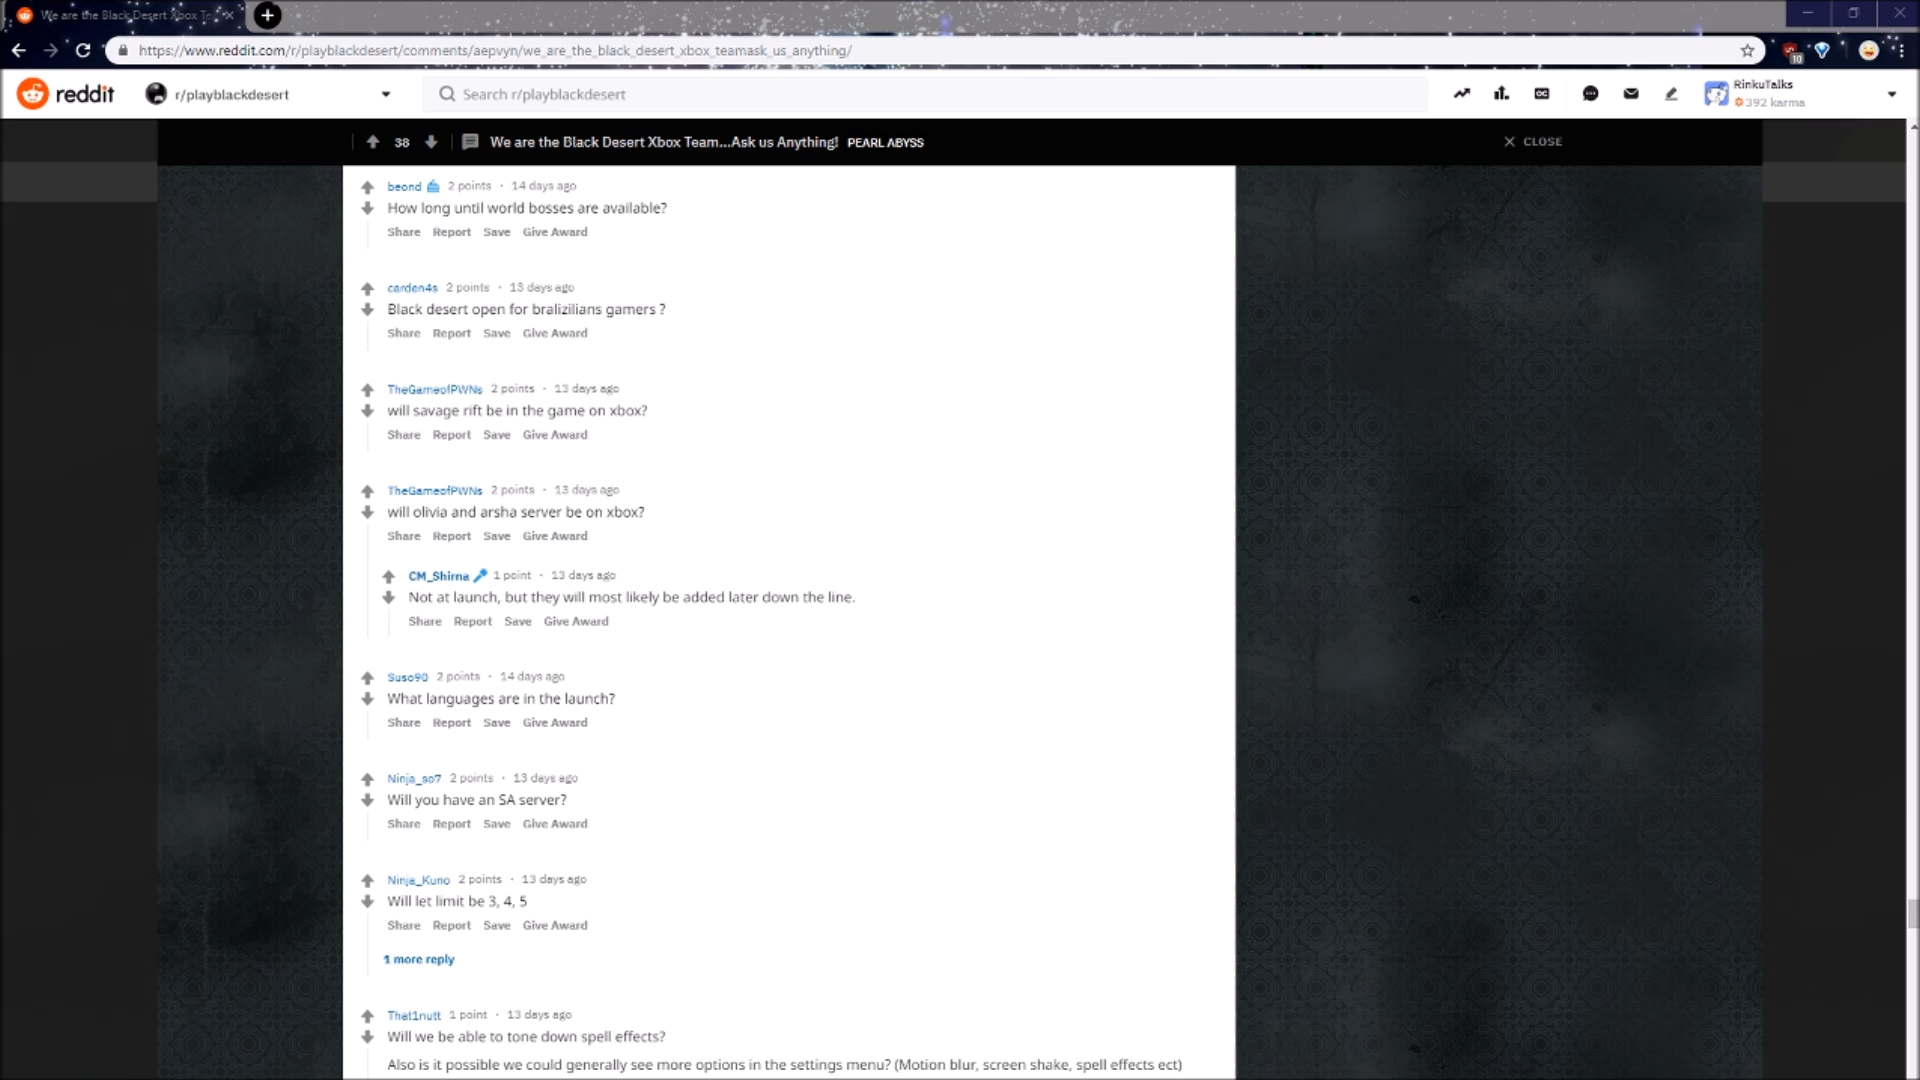 We are the Black Desert Xbox Te
https://www.reddit.com/r/playblackdesert/comments/aepvyn/we_are_the_black_desert_xbox_teamask_us_anything/
10
reddit
r/playblackdesert
Search r/playblackdesert
RinkuTalks
392 karma
38
We are the Black Desert Xbox Team...Ask us Anything! PEARL ABYSS
CLOSE
beond 2 points · 14 days ago
How long until world bosses are available?
Share Report Save Give Award
carden4s 2 points · 13 days ago
Black desert open for bralizilians gamers ?
Share Report Save Give Award
TheGameofPWNs 2 points · 13 days ago
will savage rift be in the game on xbox?
Share Report Save Give Award
TheGameofPWNs 2 points · 13 days ago
will olivia and arsha server be on xbox?
Share Report Save Give Award
CM_Shirna 1 point · 13 days ago
Not at launch, but they will most likely be added later down the line.
Share Report Save Give Award
Suso90 2 points · 14 days ago
What languages are in the launch?
Share Report Save Give Award
Ninja_so7 2 points · 13 days ago
Will you have an SA server?
Share Report Save Give Award
Ninja_Kuno 2 points · 13 days ago
Will let limit be 3, 4, 5
Share Report Save Give Award
1 more reply
That1nutt 1 point · 13 days ago
Will we be able to tone down spell effects?
Also is it possible we could generally see more options in the settings menu? (Motion blur, screen shake, spell effects ect)